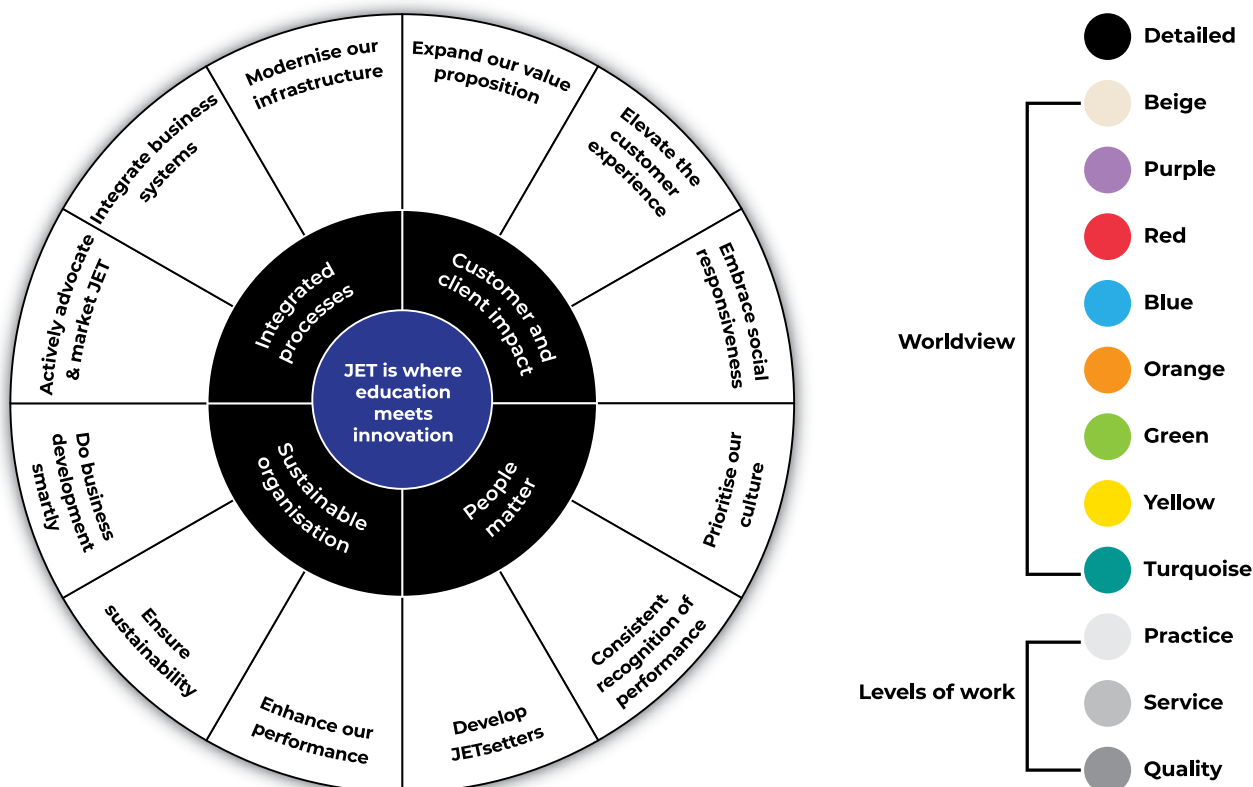 Modernise our
infrastructure
Expand our value
proposition
Elevate the
customer
experience
Embrace social
responsiveness
Prioritise our
culture
Consistent
recognition of
performance
Develop
JETsetters
Enhance our
performance
Ensure
sustainability
Do business
development
smartly
Actively advocate
& market JET
Integrate business
systems
Integrated
processes
Customer and
client impact
People
matter
Sustainable
organisation
JET is where
education
meets
innovation
Detailed
Worldview
Beige
Purple
Red
Blue
Orange
Green
Yellow
Turquoise
Levels of work
Practice
Service
Quality